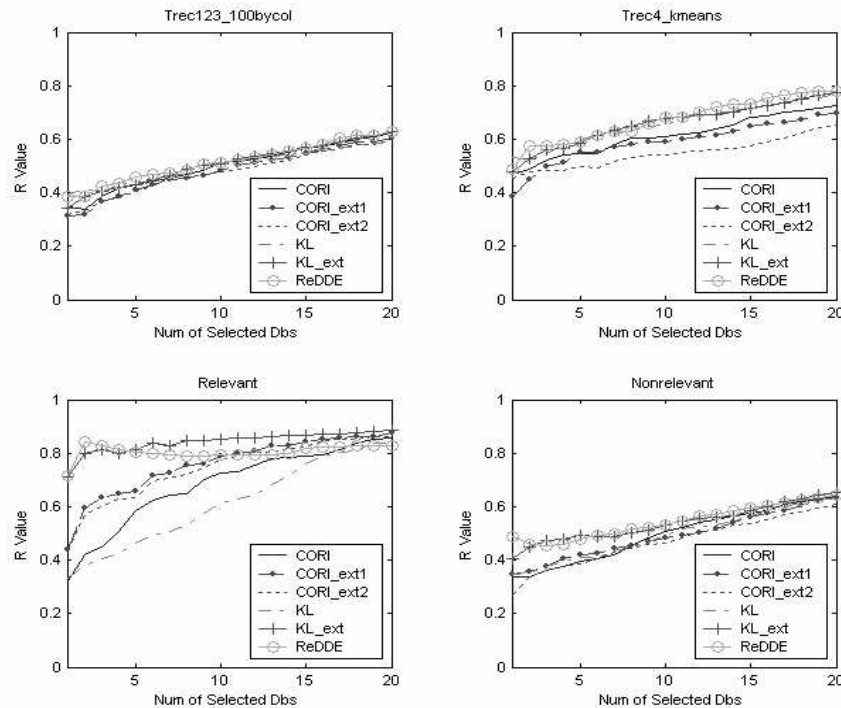 Trec123_100bycol
1
0.8
0.6
0.4
0.2
0
R Value
5
10
15
20
Num of Selected Dbs
CORI
CORI_ext1
CORI_ext2
KL
KL_ext
ReDDE
Trec4_kmeans
1
0.8
0.6
0.4
0.2
0
R Value
5
10
15
20
Num of Selected Dbs
CORI
CORI_ext1
CORI_ext2
KL
KL_ext
ReDDE
Relevant
1
0.8
0.6
0.4
0.2
0
R Value
5
10
15
20
Num of Selected Dbs
CORI
CORI_ext1
CORI_ext2
KL
KL_ext
ReDDE
Nonrelevant
1
0.8
0.6
0.4
0.2
0
R Value
5
10
15
20
Num of Selected Dbs
CORI
CORI_ext1
CORI_ext2
KL
KL_ext
ReDDE